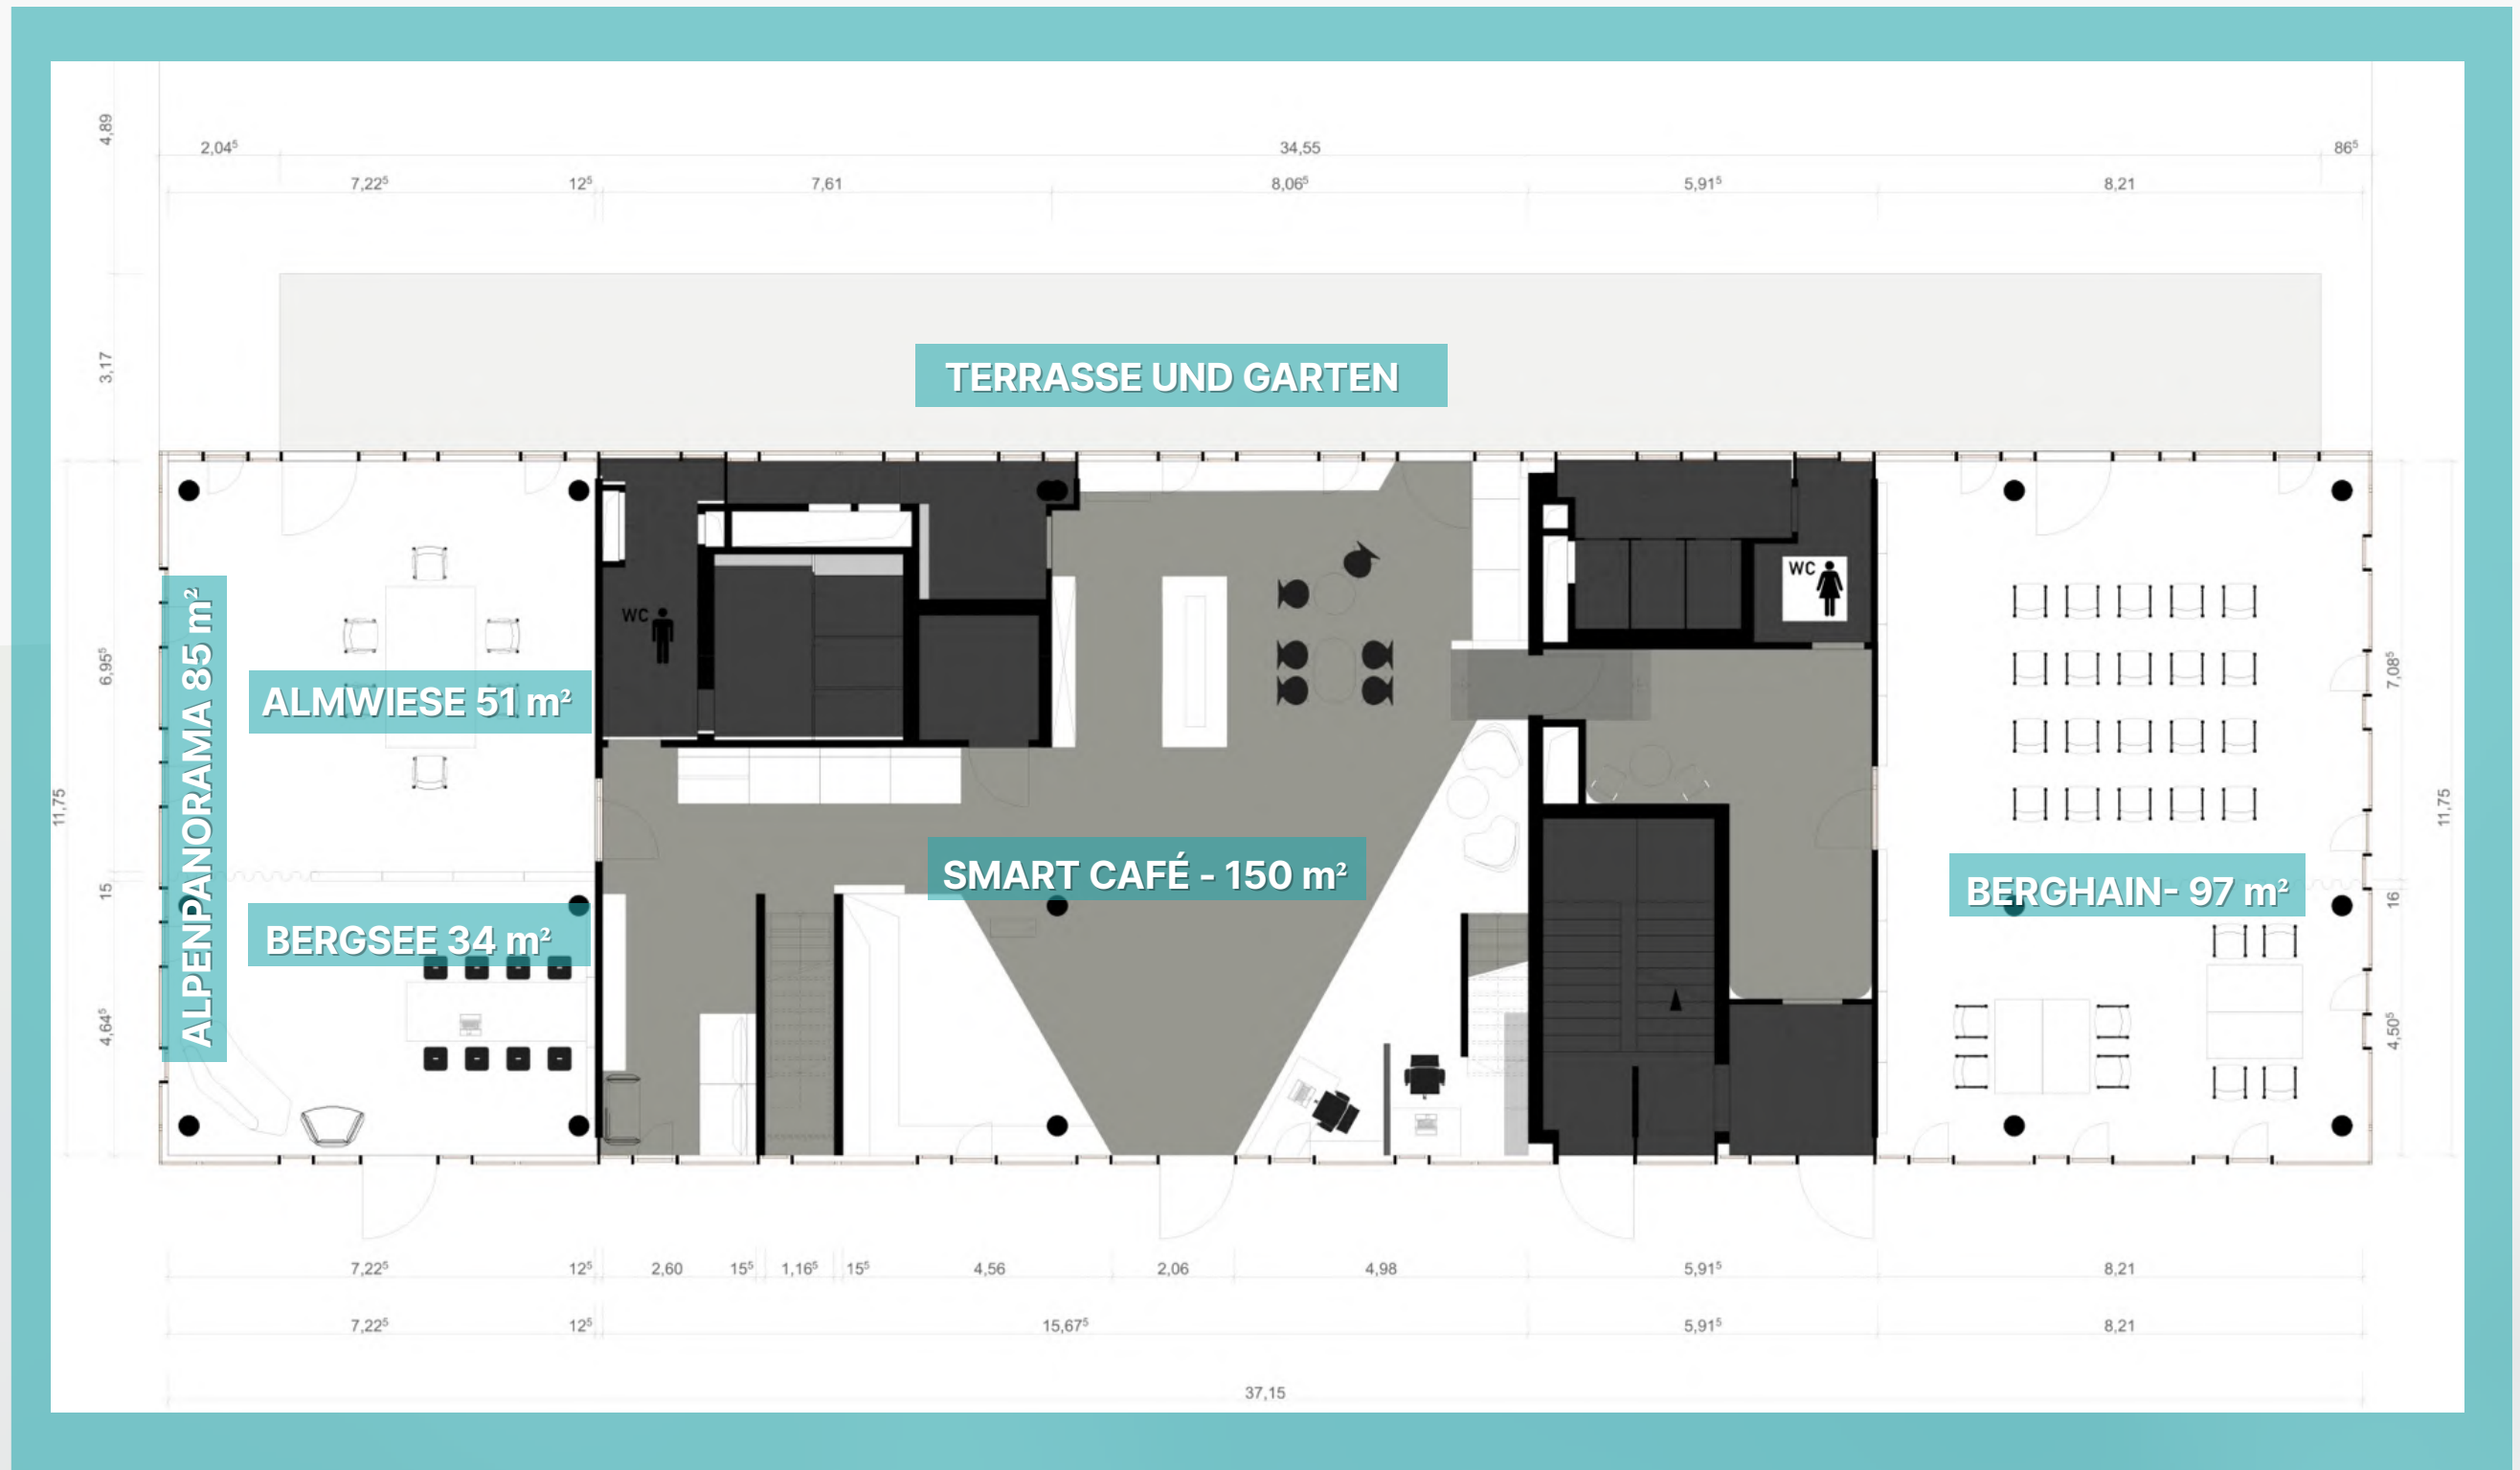 4,89
2,04⁵ 34,55 86⁵
7,22⁵ 12⁵ 7,61 8,06⁵ 5,91⁵ 8,21
3,17
TERRASSE UND GARTEN
WC
WC
6,95⁵
7,08⁵
ALPENPANORAMA 85 m²
ALMWIESE 51 m²
11,75
11,75
SMART CAFÉ - 150 m²
15
16
BERGHAIN- 97 m²
BERGSEE 34 m²
4,64⁵
4,50⁵
7,22⁵ 12⁵ 2,60 15⁵ 1,16⁵ 15⁵ 4,56 2,06 4,98 5,91⁵ 8,21
7,22⁵ 12⁵ 15,67⁵ 5,91⁵ 8,21
37,15